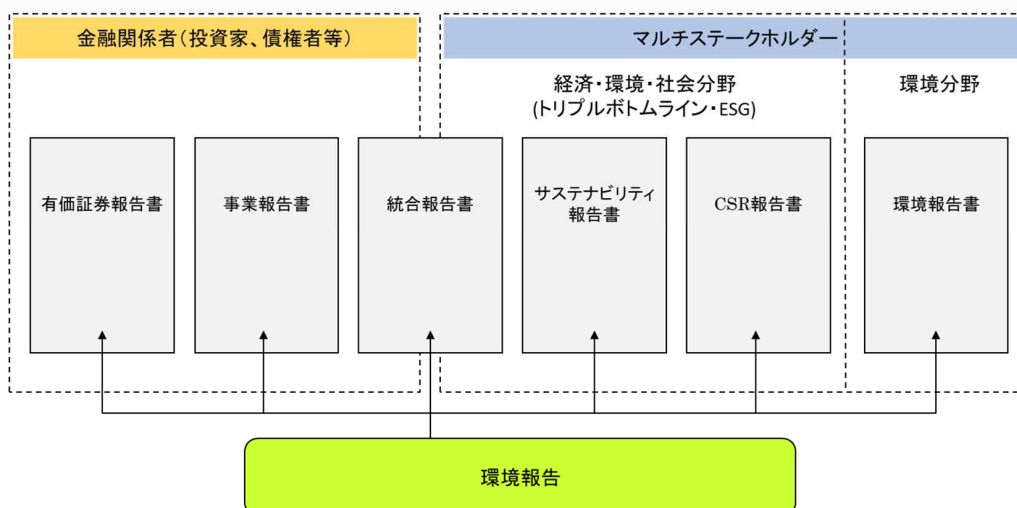 金融関係者(投資家、債権者等)
マルチステークホルダー
経済・環境・社会分野
(トリプルボトムライン・ESG)
環境分野
有価証券報告書
事業報告書
統合報告書
サステナビリティ
報告書
CSR報告書
環境報告書
環境報告